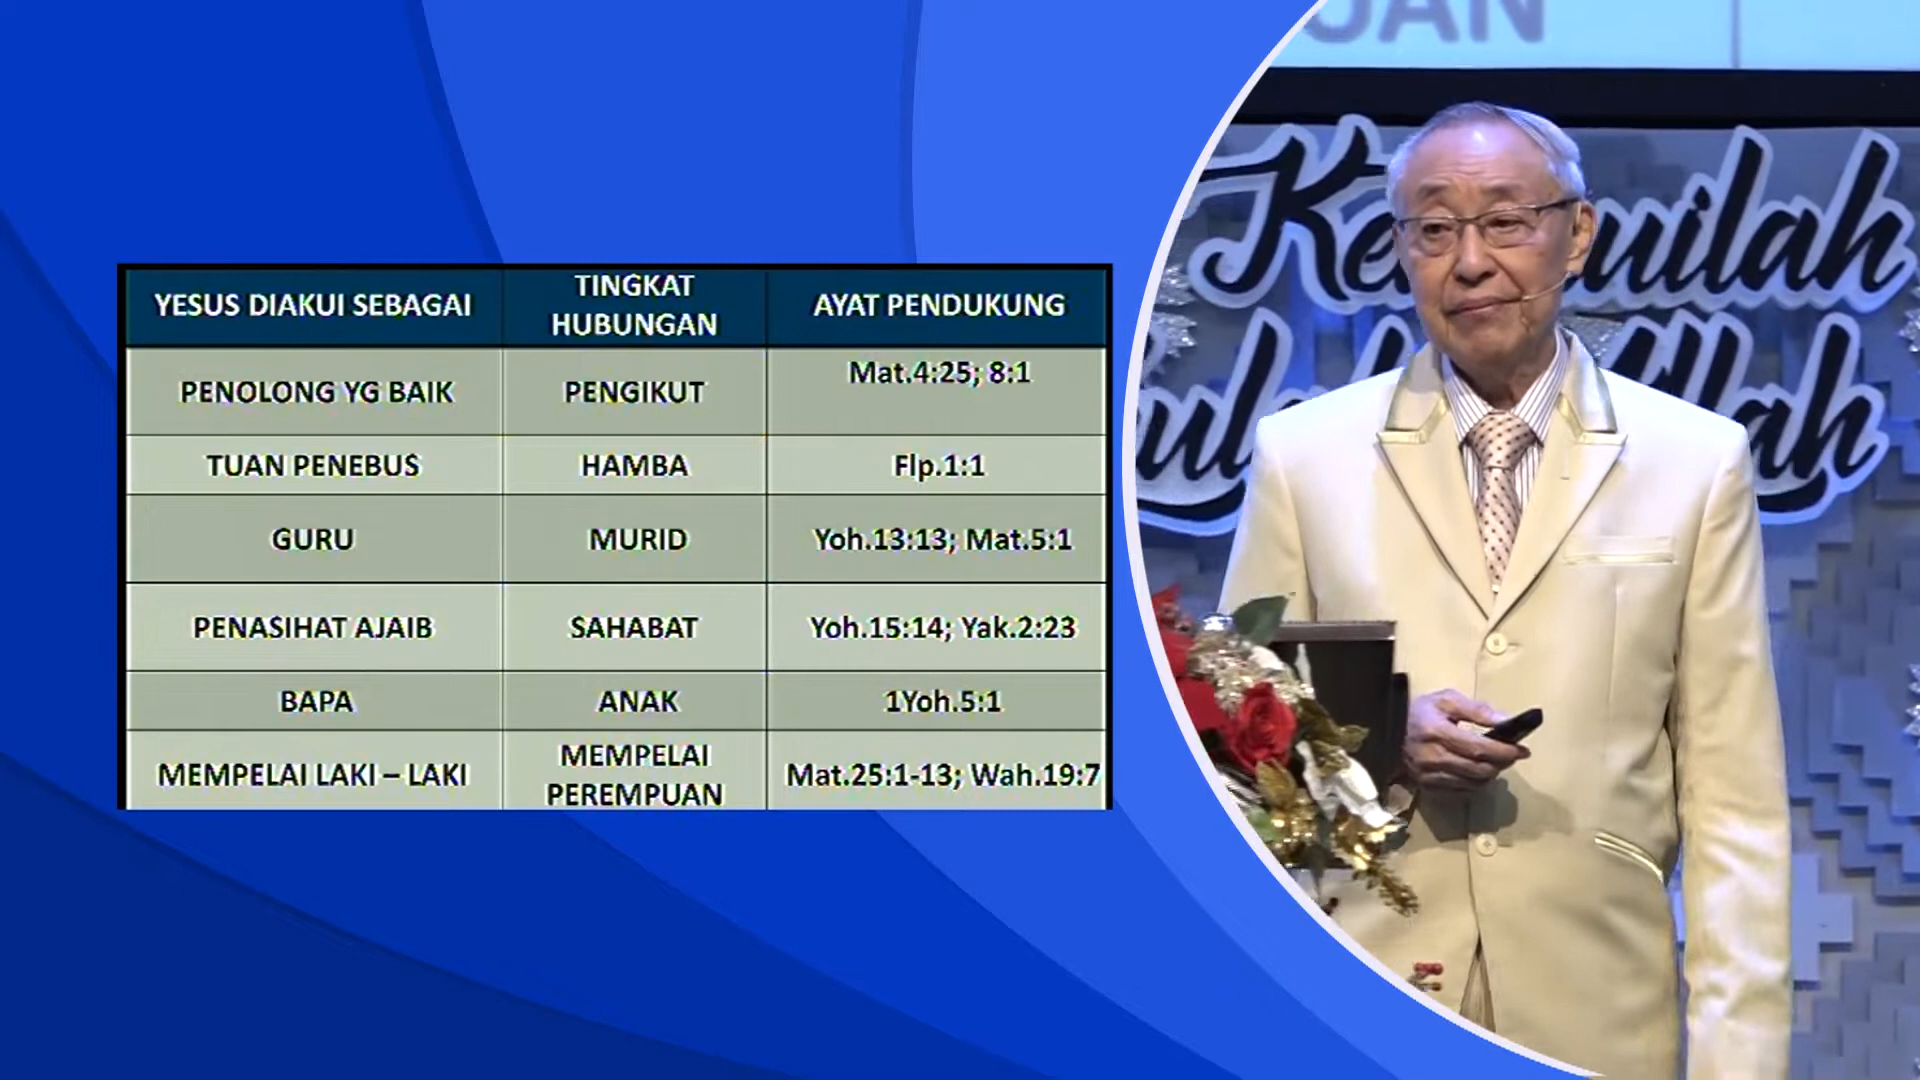 YESUS DIAKUI SEBAGAI
TINGKAT
HUBUNGAN
AYAT PENDUKUNG
PENOLONG YG BAIK
PENGIKUT
Mat.4:25; 8:1
TUAN PENEBUS
HAMBA
Flp.1:1
GURU
MURID
Yoh.13:13; Mat.5:1
PENASIHAT AJAIB
SAHABAT
Yoh.15:14; Yak.2:23
BAPA
ANAK
1Yoh.5:1
MEMPELAI LAKI – LAKI
MEMPELAI
PEREMPUAN
Mat.25:1-13; Wah.19:7